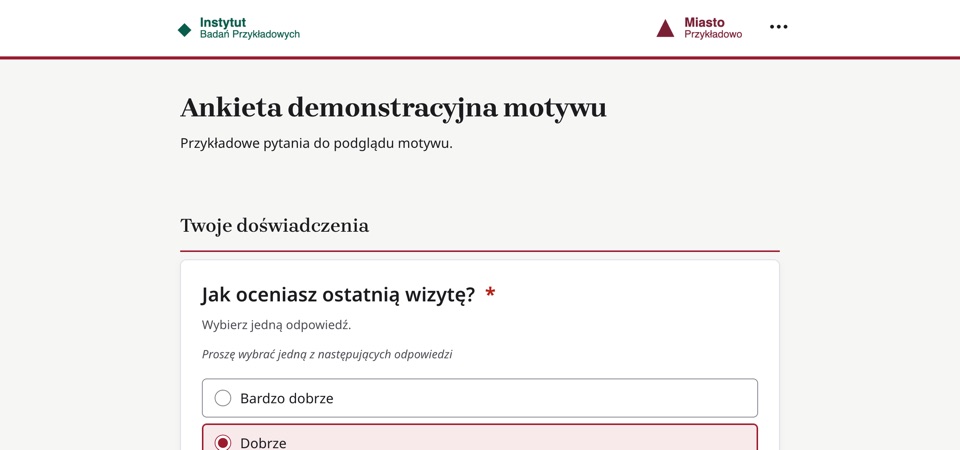 Instytut
Badań Przykładowych
Miasto
Przykładowo
Ankieta demonstracyjna motywu
Przykładowe pytania do podglądu motywu.
Twoje doświadczenia
Jak oceniasz ostatnią wizytę? *
Wybierz jedną odpowiedź.
Proszę wybrać jedną z następujących odpowiedzi
Bardzo dobrze
Dobrze